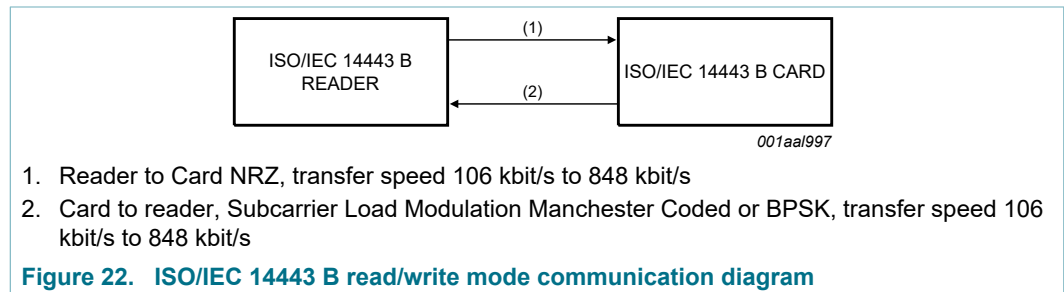 (1)
ISO/IEC 14443 B
READER
ISO/IEC 14443 B CARD
(2)
001aal997
1. Reader to Card NRZ, transfer speed 106 kbit/s to 848 kbit/s
2. Card to reader, Subcarrier Load Modulation Manchester Coded or BPSK, transfer speed 106
kbit/s to 848 kbit/s
Figure 22. ISO/IEC 14443 B read/write mode communication diagram